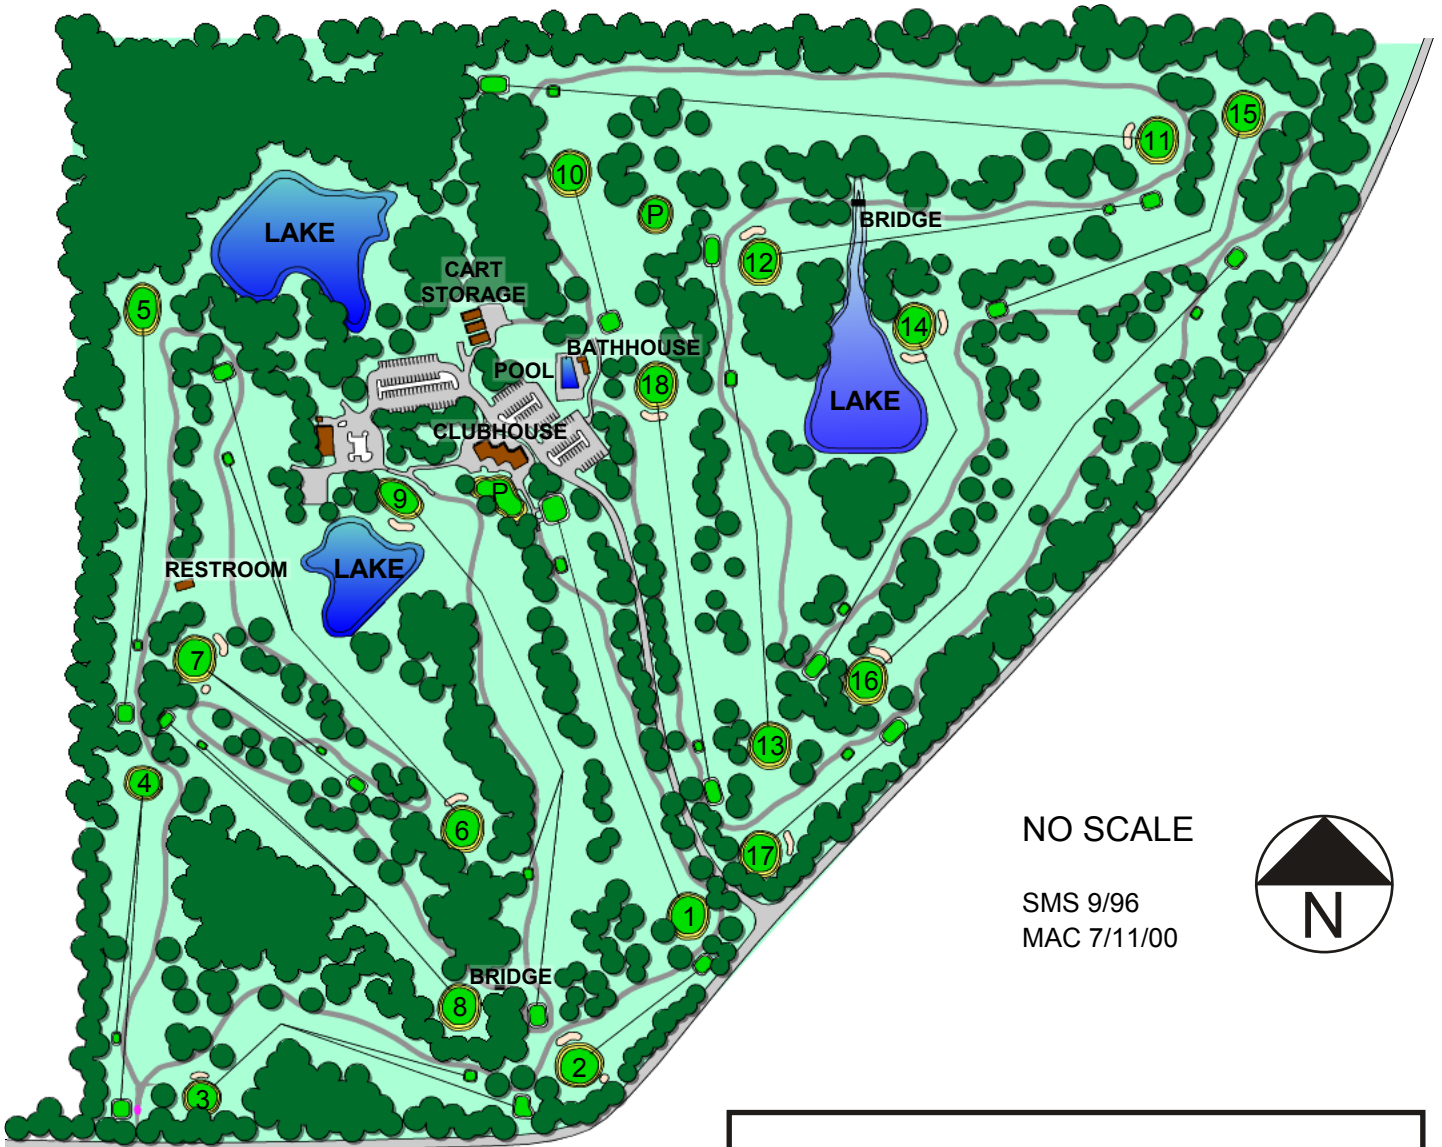 15
11
10
P
LAKE
BRIDGE
12
CART
STORAGE
5
14
BATHHOUSE
POOL
18
LAKE
CLUBHOUSE
9
P
RESTROOM
LAKE
7
16
13
4
6
17
NO SCALE
1
SMS 9/96
MAC 7/11/00
N
BRIDGE
8
2
3